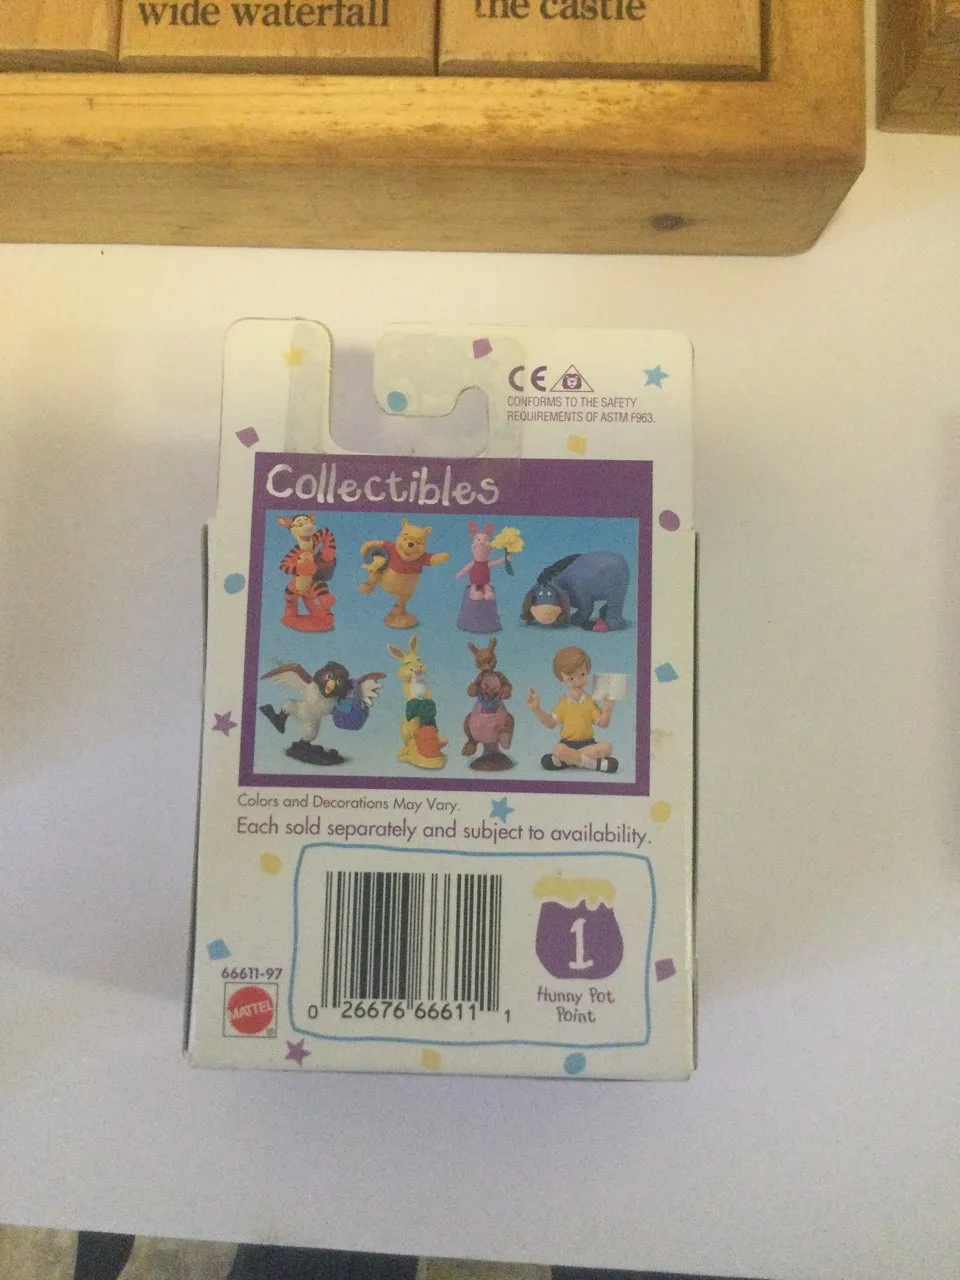 wide waterfall
the castle
CE
CONFORMS TO THE SAFETY
REQUIREMENTS OF ASTM F963.
Collectibles
Colors and Decorations May Vary.
Each sold separately and subject to availability.
66611-97
MATTEL
®
0 26676 66611 1
1
Hunny Pot
Point